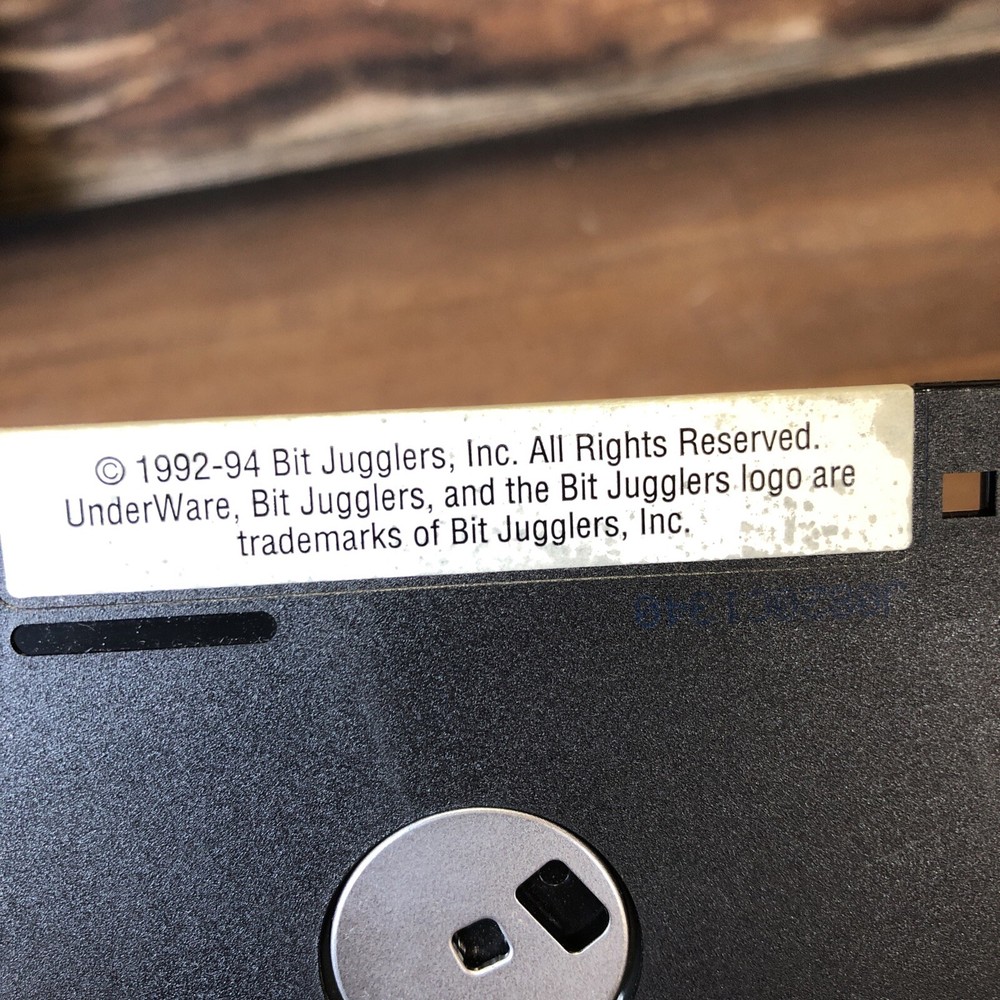 © 1992-94 Bit Jugglers, Inc. All Rights Reserved.
UnderWare, Bit Jugglers, and the Bit Jugglers logo are
trademarks of Bit Jugglers, Inc.